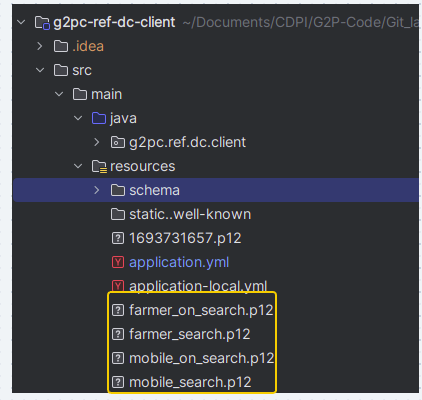 g2pc-ref-dc-client ~/Documents/CDPI/G2P-Code/Git_la
.idea
src
main
java
g2pc.ref.dc.client
resources
schema
static..well-known
1693731657.p12
application.yml
application-local.yml
farmer_on_search.p12
farmer_search.p12
mobile_on_search.p12
mobile_search.p12